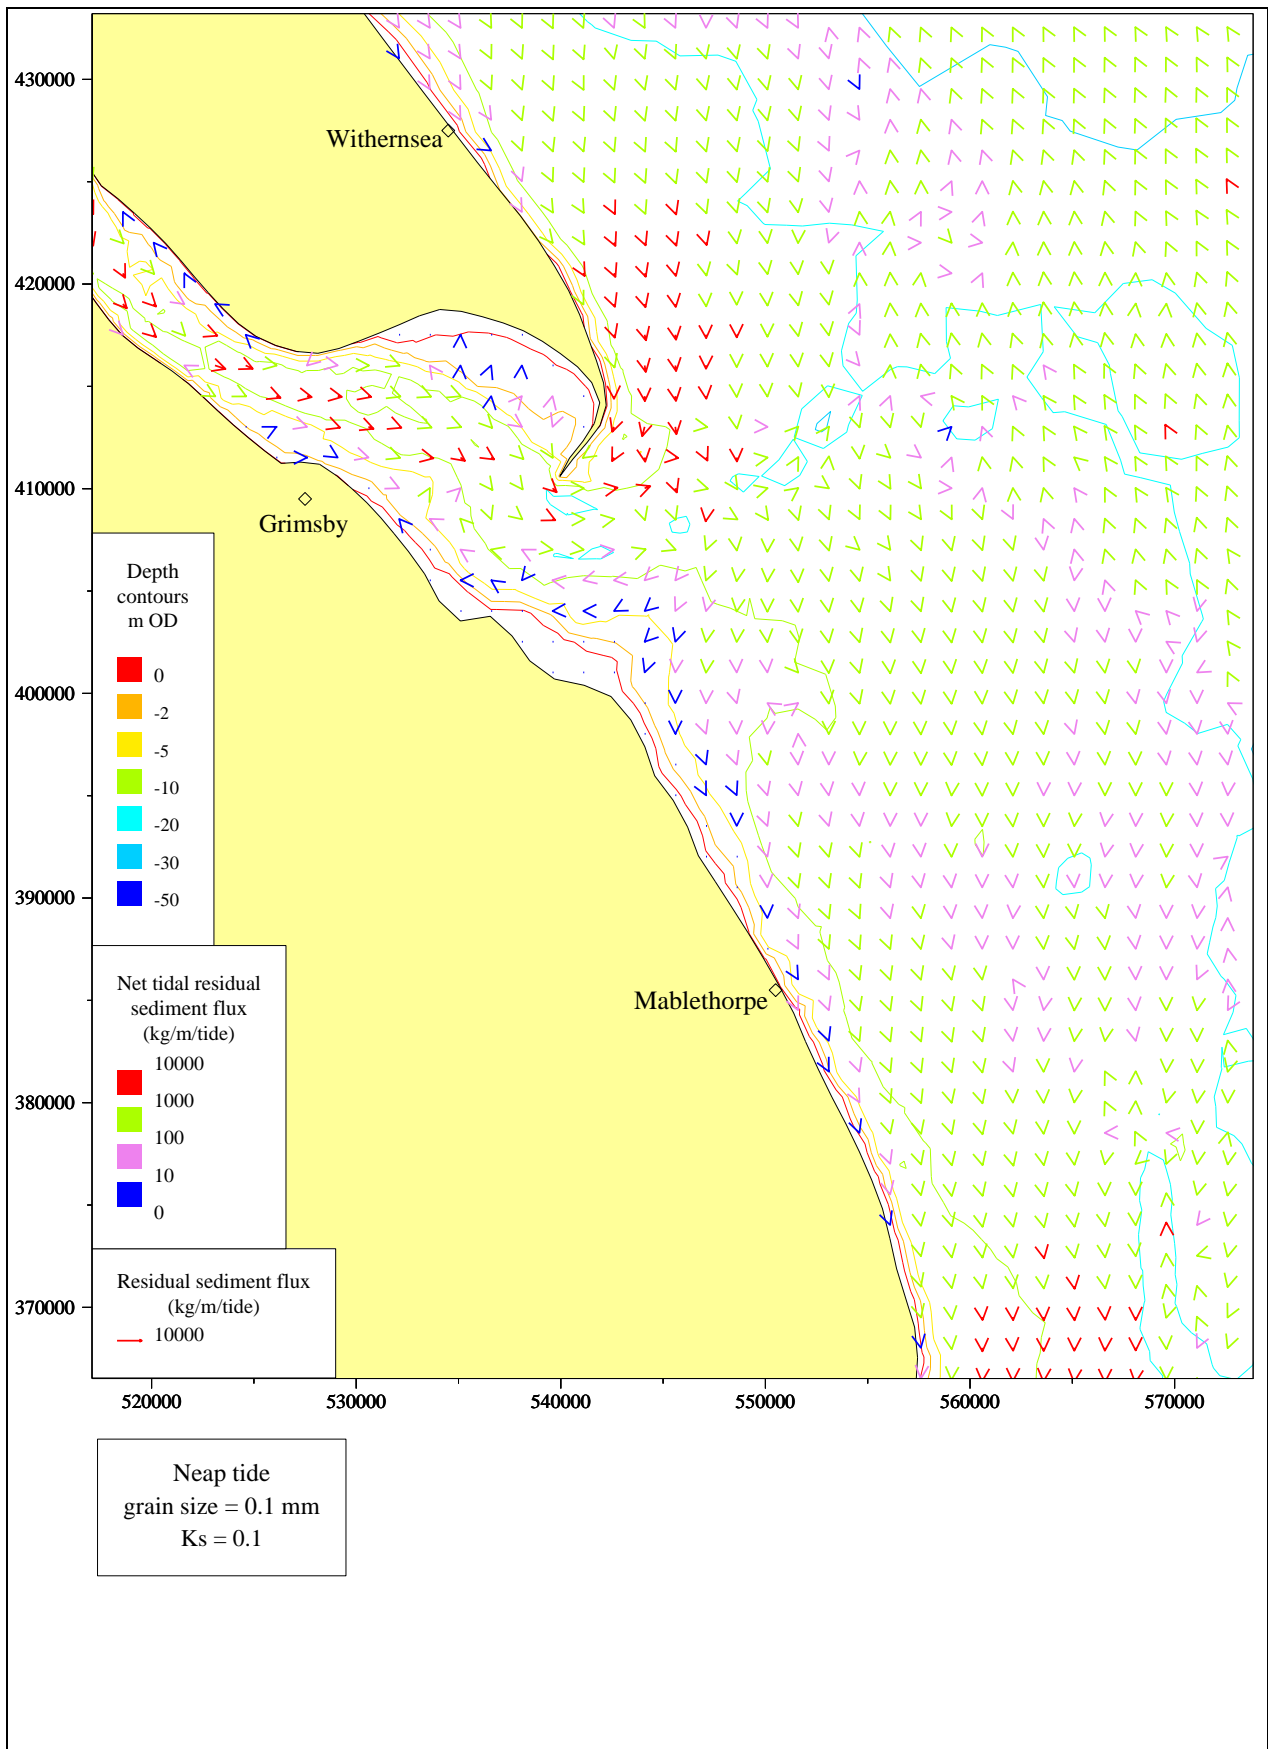 430000
Withernsea
420000
410000
Grimsby
Depth
contours
m OD
0
-2
-5
-10
-20
-30
-50
400000
390000
Mablethorpe
Net tidal residual
sediment flux
(kg/m/tide)
10000
1000
100
10
0
380000
Residual sediment flux
(kg/m/tide)
10000
370000
520000 530000 540000 550000 560000 570000
Neap tide
grain size = 0.1 mm
Ks = 0.1